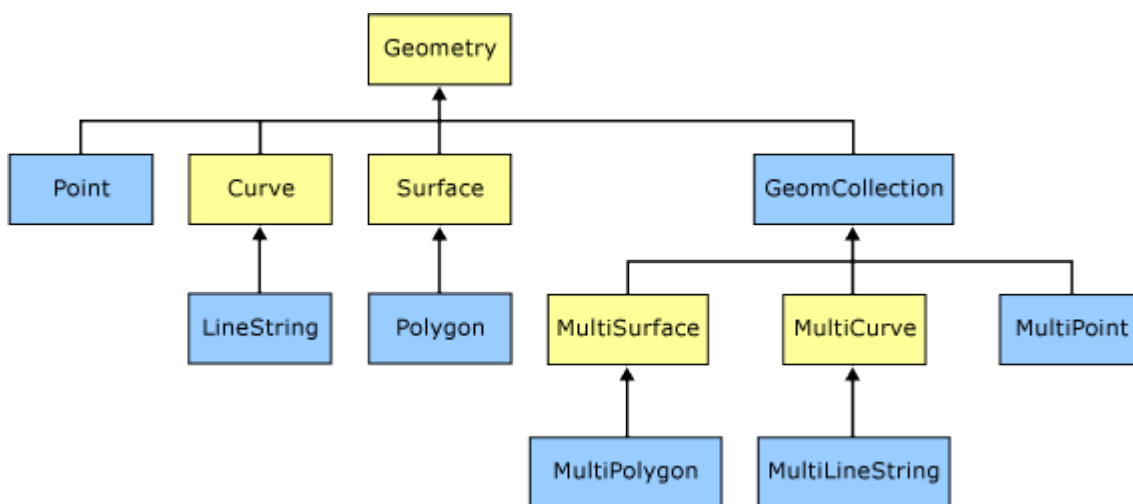 Geometry
Point
Curve
Surface
GeomCollection
LineString
Polygon
MultiSurface
MultiCurve
MultiPoint
MultiPolygon
MultiLineString